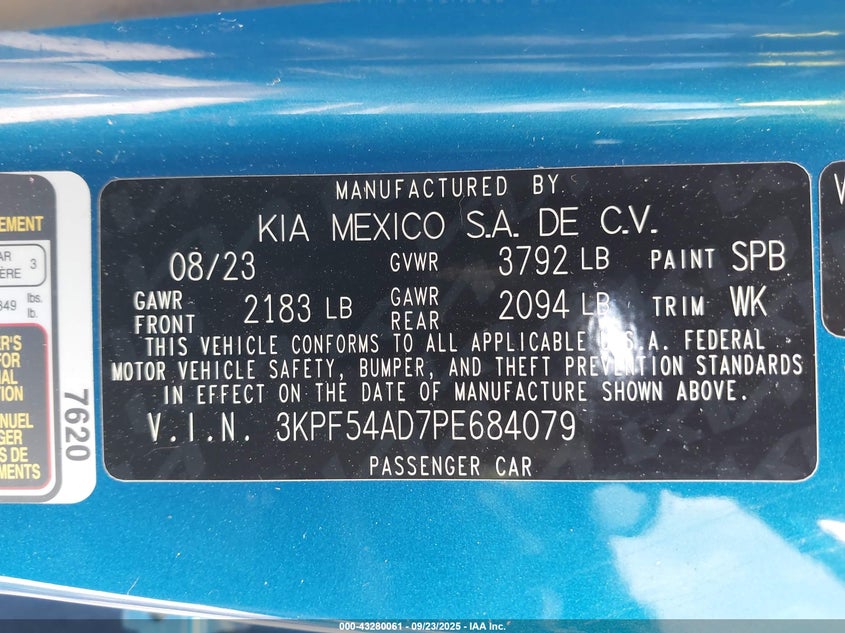 MANUFACTURED BY
KIA MEXICO S.A. DE C.V.
08/23 GVWR 3792 LB PAINT SPB
GAWR FRONT 2183 LB GAWR REAR 2094 LB TRIM WK
THIS VEHICLE CONFORMS TO ALL APPLICABLE U.S.A. FEDERAL
MOTOR VEHICLE SAFETY, BUMPER, AND THEFT PREVENTION STANDARDS
IN EFFECT ON THE DATE OF MANUFACTURE SHOWN ABOVE.
V.I.N. 3KPF54AD7PE684079
PASSENGER CAR
3
lbs.
lb.
7620
000-43280061 - 09/23/2025 - IAA Inc.